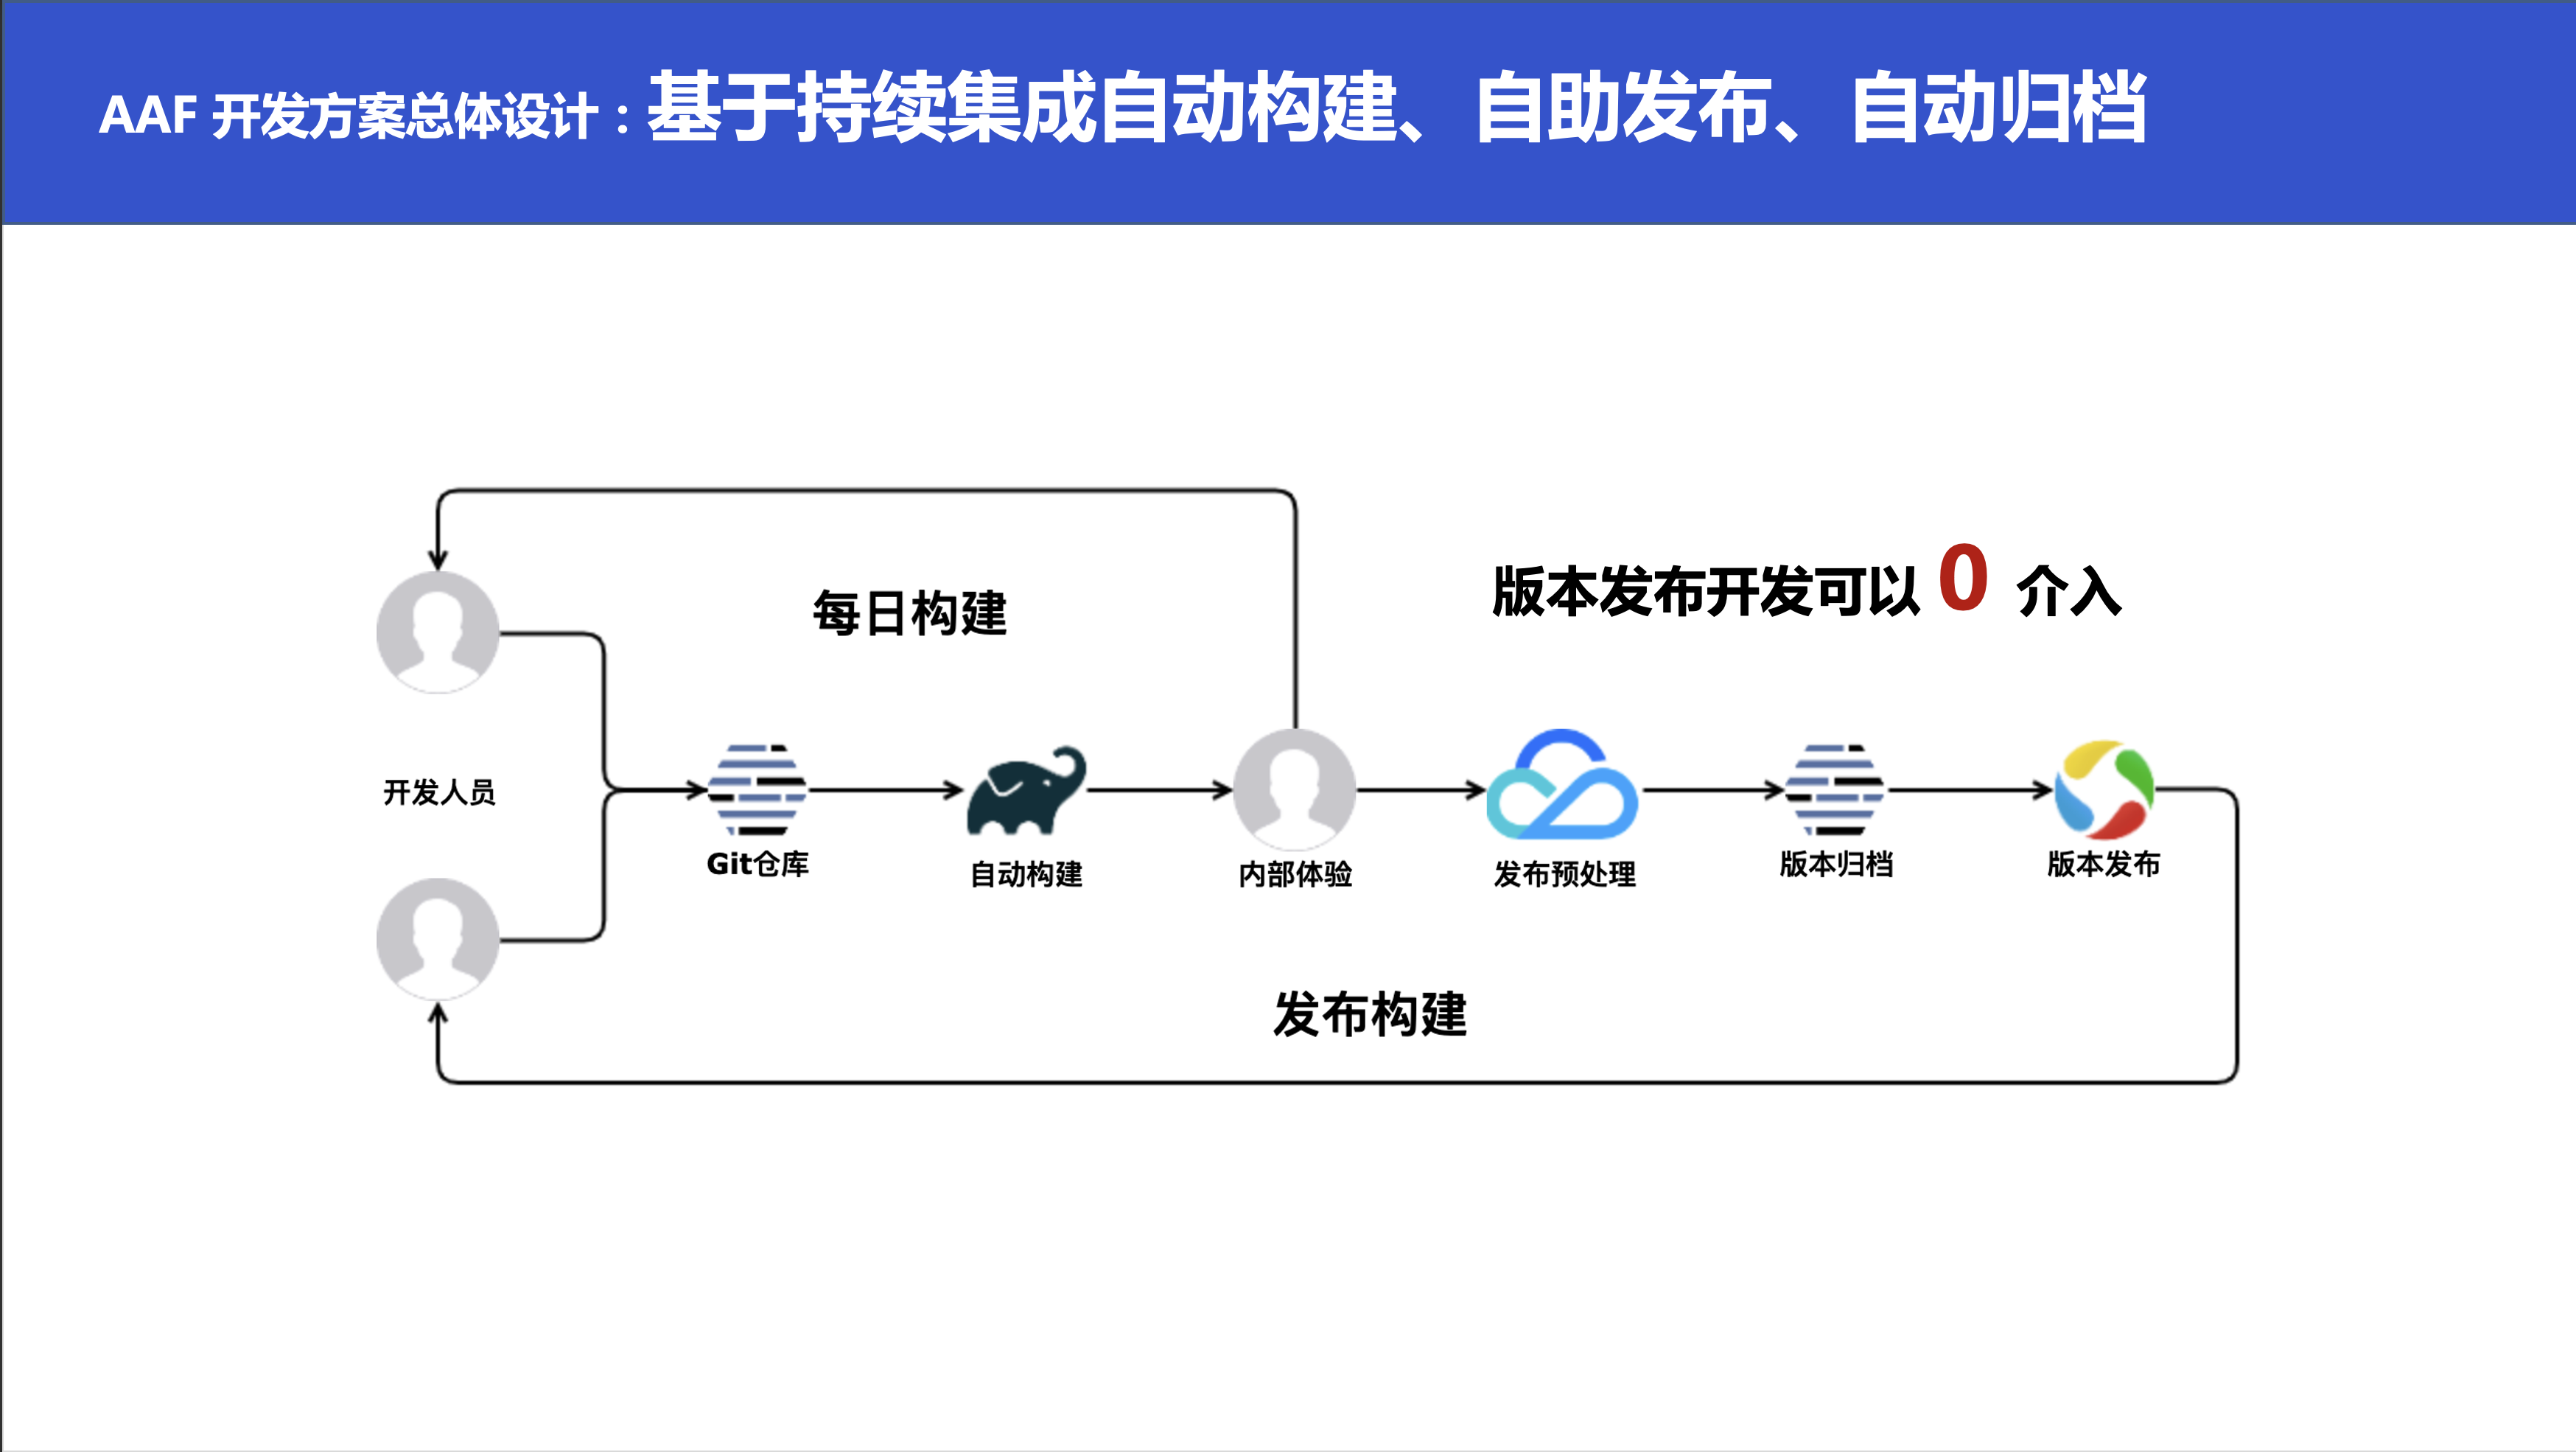 AAF 开发方案总体设计：基于持续集成自动构建、自助发布、自动归档
每日构建
版本发布开发可以 0 介入
开发人员
Git仓库
自动构建
内部体验
发布预处理
版本归档
版本发布
发布构建